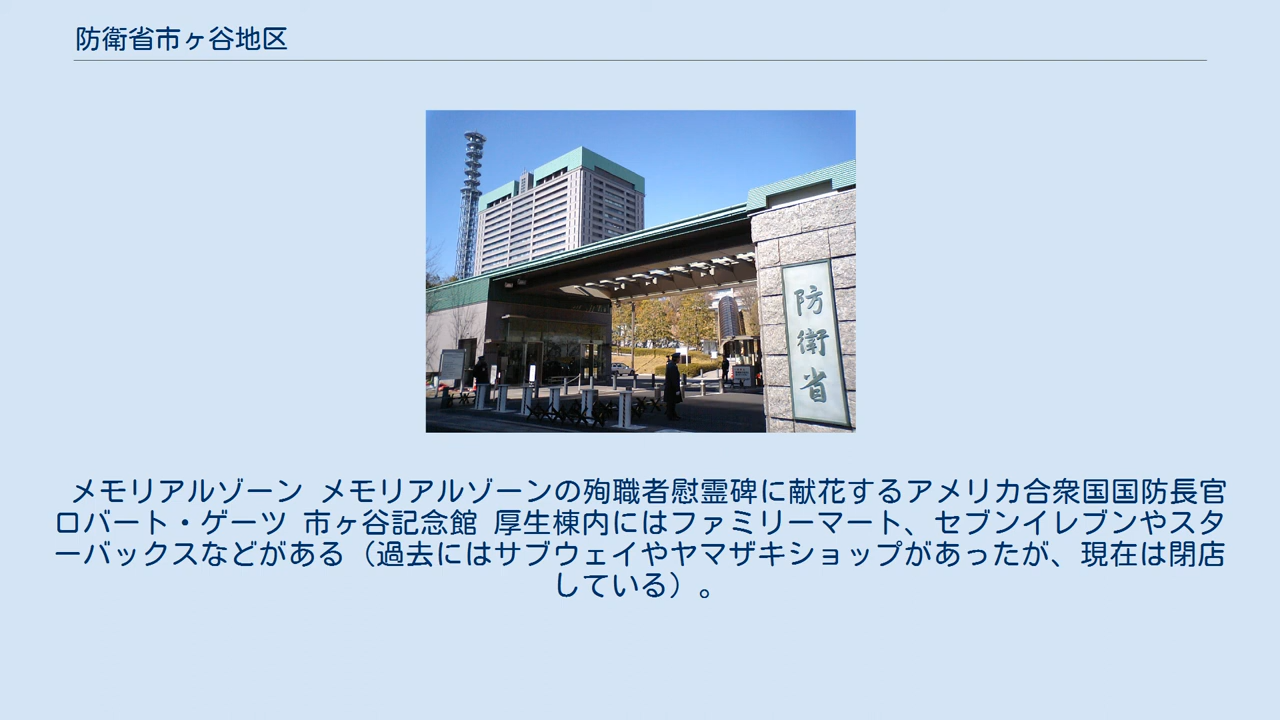 防衛省市ヶ谷地区
防衛省
メモリアルゾーン メモリアルゾーンの殉職者慰霊碑に献花するアメリカ合衆国国防長官
ロバート・ゲーツ 市ヶ谷記念館 厚生棟内にはファミリーマート、セブンイレブンやスタ
ーバックスなどがある（過去にはサブウェイやヤマザキショップがあったが、現在は閉店
している）。